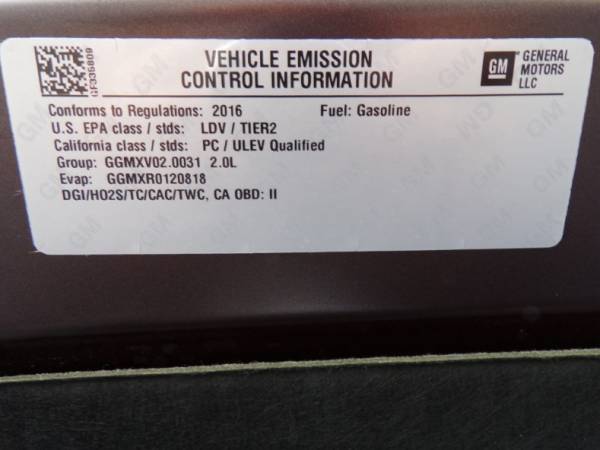 VEHICLE EMISSION
CONTROL INFORMATION
GM GENERAL
MOTORS
LLC
GF335809
Conforms to Regulations: 2016 Fuel: Gasoline
U.S. EPA class / stds: LDV / TIER2
California class / stds: PC / ULEV Qualified
Group: GGMXV02.0031 2.0L
Evap: GGMXR0120818
DGI/HO2S/TC/CAC/TWC, CA OBD: II